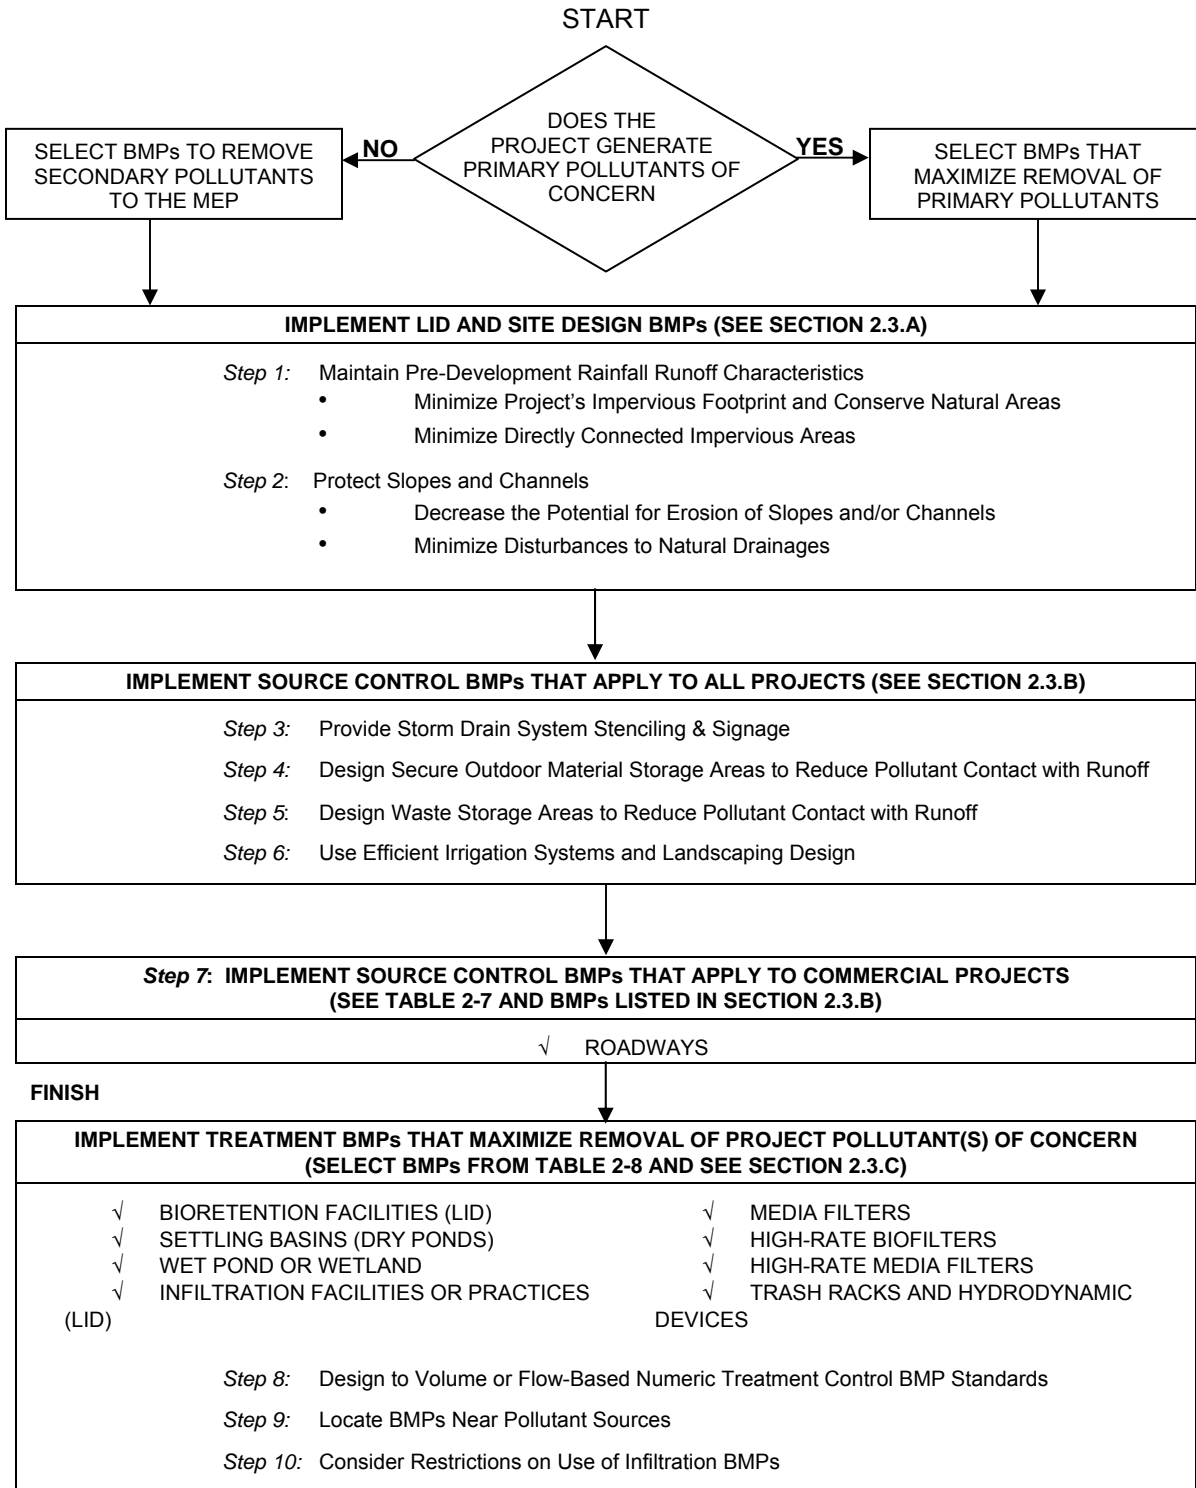 START
DOES THE
PROJECT GENERATE
PRIMARY POLLUTANTS OF
CONCERN
NO
YES
SELECT BMPs TO REMOVE
SECONDARY POLLUTANTS
TO THE MEP
SELECT BMPs THAT
MAXIMIZE REMOVAL OF
PRIMARY POLLUTANTS
IMPLEMENT LID AND SITE DESIGN BMPs (SEE SECTION 2.3.A)
Step 1: Maintain Pre-Development Rainfall Runoff Characteristics
• Minimize Project's Impervious Footprint and Conserve Natural Areas
• Minimize Directly Connected Impervious Areas
Step 2: Protect Slopes and Channels
• Decrease the Potential for Erosion of Slopes and/or Channels
• Minimize Disturbances to Natural Drainages
IMPLEMENT SOURCE CONTROL BMPs THAT APPLY TO ALL PROJECTS (SEE SECTION 2.3.B)
Step 3: Provide Storm Drain System Stenciling & Signage
Step 4: Design Secure Outdoor Material Storage Areas to Reduce Pollutant Contact with Runoff
Step 5: Design Waste Storage Areas to Reduce Pollutant Contact with Runoff
Step 6: Use Efficient Irrigation Systems and Landscaping Design
Step 7: IMPLEMENT SOURCE CONTROL BMPs THAT APPLY TO COMMERCIAL PROJECTS
(SEE TABLE 2-7 AND BMPs LISTED IN SECTION 2.3.B)
√ ROADWAYS
FINISH
IMPLEMENT TREATMENT BMPs THAT MAXIMIZE REMOVAL OF PROJECT POLLUTANT(S) OF CONCERN
(SELECT BMPs FROM TABLE 2-8 AND SEE SECTION 2.3.C)
√ BIORETENTION FACILITIES (LID)
√ SETTLING BASINS (DRY PONDS)
√ WET POND OR WETLAND
√ INFILTRATION FACILITIES OR PRACTICES
(LID)
√ MEDIA FILTERS
√ HIGH-RATE BIOFILTERS
√ HIGH-RATE MEDIA FILTERS
√ TRASH RACKS AND HYDRODYNAMIC
DEVICES
Step 8: Design to Volume or Flow-Based Numeric Treatment Control BMP Standards
Step 9: Locate BMPs Near Pollutant Sources
Step 10: Consider Restrictions on Use of Infiltration BMPs